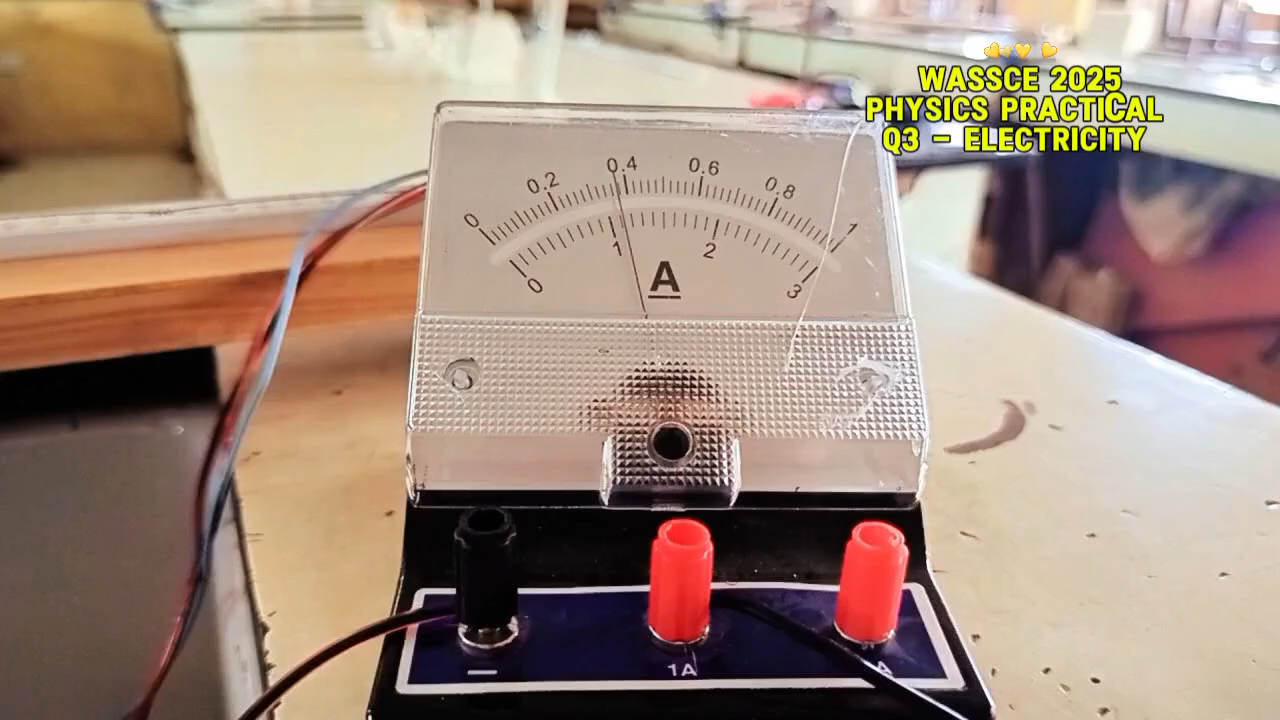 WASSCE 2025
PHYSICS PRACTICAL
Q3 - ELECTRICITY
0 0.2 0.4 0.6 0.8 1
0 1 2 3
A
— 1A A